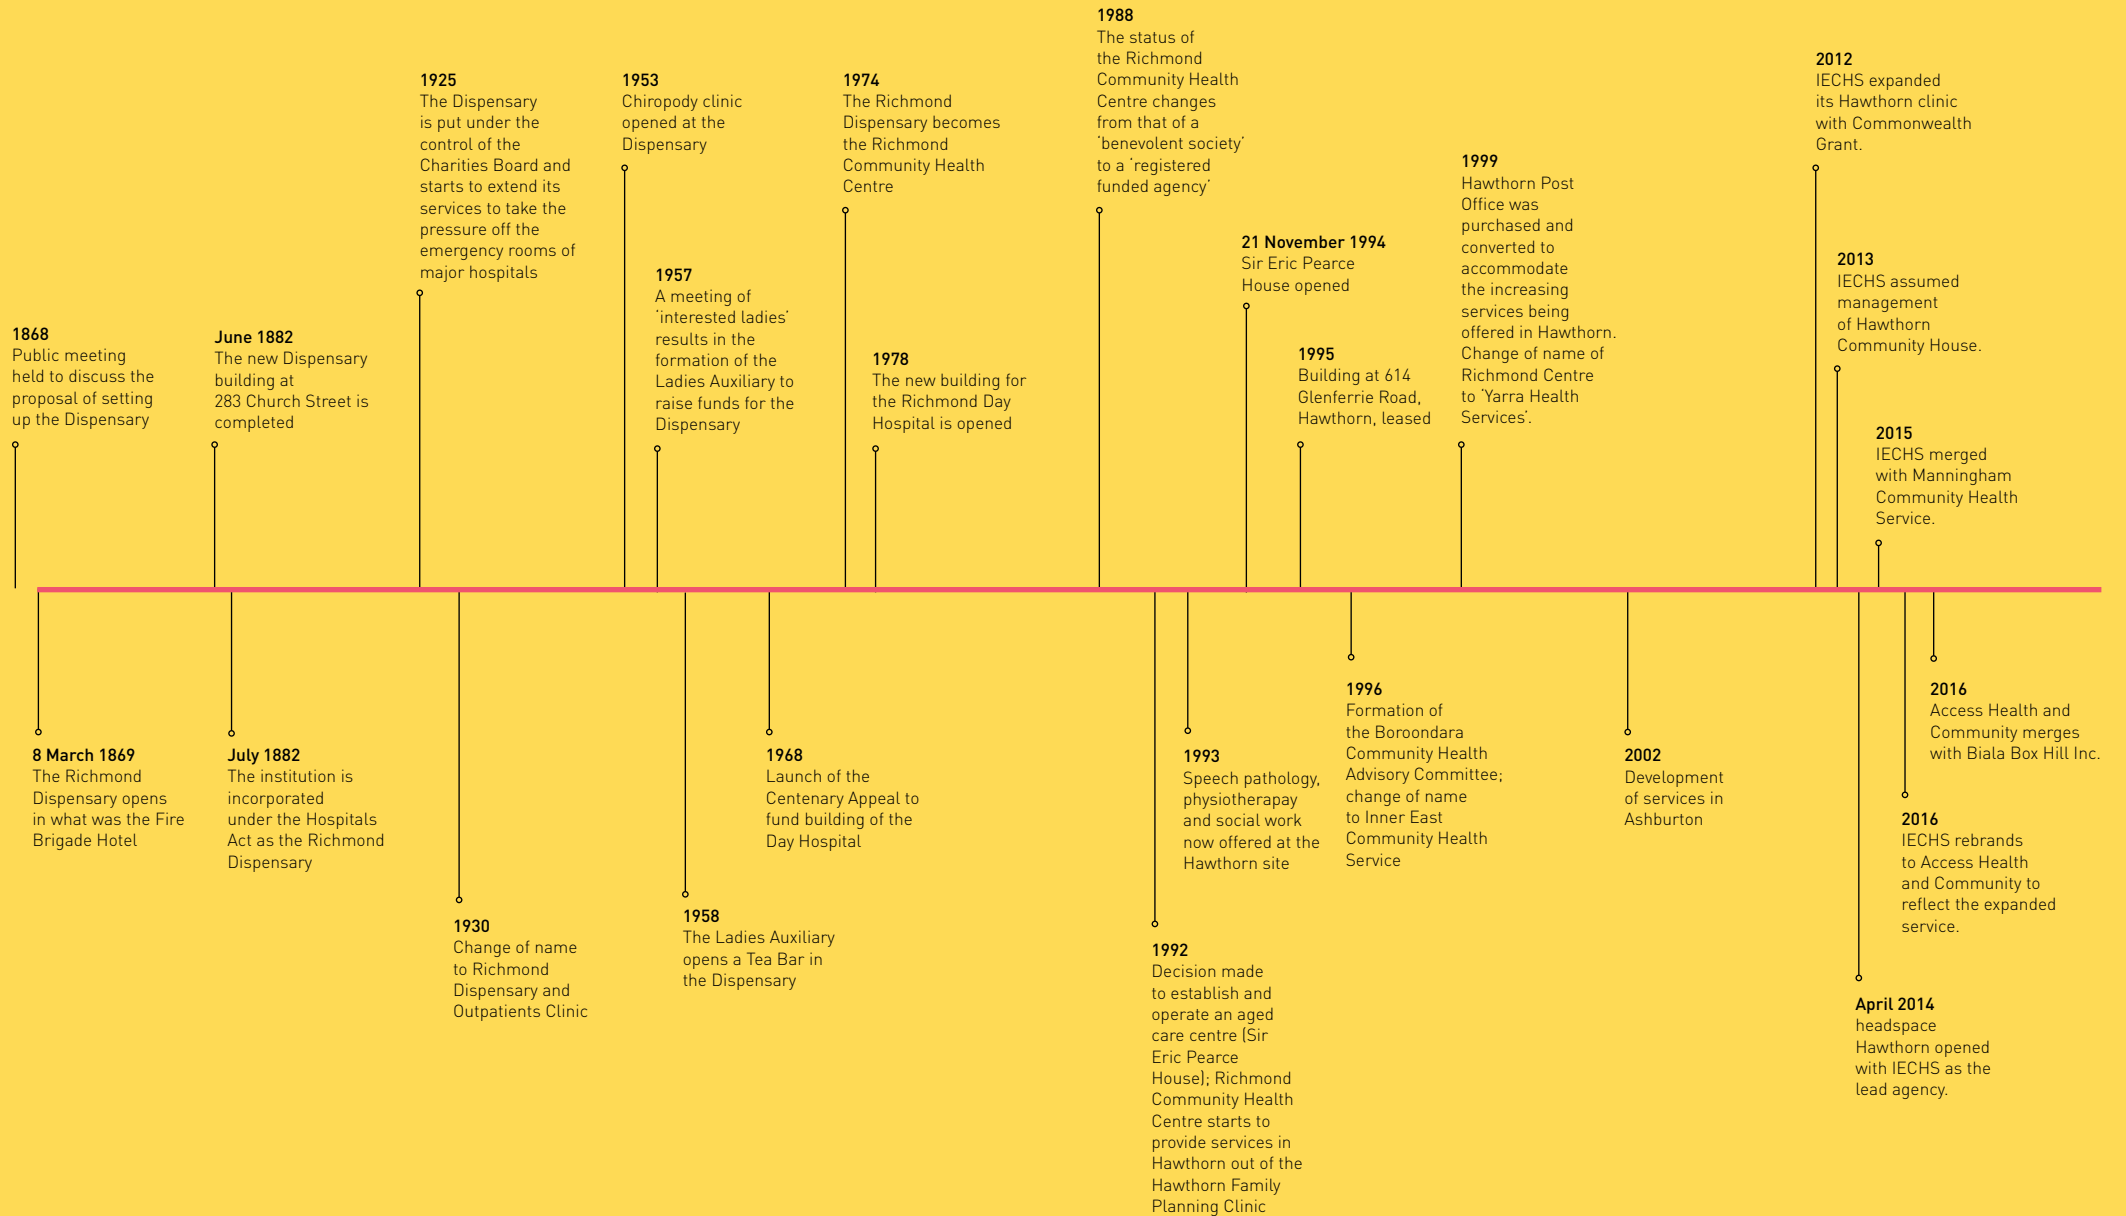 1868
Public meeting
held to discuss the
proposal of setting
up the Dispensary
8 March 1869
The Richmond
Dispensary opens
in what was the Fire
Brigade Hotel
June 1882
The new Dispensary
building at
283 Church Street is
completed
July 1882
The institution is
incorporated
under the Hospitals
Act as the Richmond
Dispensary
1925
The Dispensary
is put under the
control of the
Charities Board and
starts to extend its
services to take the
pressure off the
emergency rooms of
major hospitals
1930
Change of name
to Richmond
Dispensary and
Outpatients Clinic
1953
Chiropody clinic
opened at the
Dispensary
1957
A meeting of
‘interested ladies’
results in the
formation of the
Ladies Auxiliary to
raise funds for the
Dispensary
1958
The Ladies Auxiliary
opens a Tea Bar in
the Dispensary
1968
Launch of the
Centenary Appeal to
fund building of the
Day Hospital
1974
The Richmond
Dispensary becomes
the Richmond
Community Health
Centre
1978
The new building for
the Richmond Day
Hospital is opened
1988
The status of
the Richmond
Community Health
Centre changes
from that of a
‘benevolent society’
to a ‘registered
funded agency’
1992
Decision made
to establish and
operate an aged
care centre (Sir
Eric Pearce
House); Richmond
Community Health
Centre starts to
provide services in
Hawthorn out of the
Hawthorn Family
Planning Clinic
1993
Speech pathology,
physiotherapay
and social work
now offered at the
Hawthorn site
21 November 1994
Sir Eric Pearce
House opened
1995
Building at 614
Glenferrie Road,
Hawthorn, leased
1996
Formation of
the Boroondara
Community Health
Advisory Committee;
change of name
to Inner East
Community Health
Service
1999
Hawthorn Post
Office was
purchased and
converted to
accommodate
the increasing
services being
offered in Hawthorn.
Change of name of
Richmond Centre
to ‘Yarra Health
Services’.
2002
Development
of services in
Ashburton
2012
IECHS expanded
its Hawthorn clinic
with Commonwealth
Grant.
2013
IECHS assumed
management
of Hawthorn
Community House.
April 2014
headspace
Hawthorn opened
with IECHS as the
lead agency.
2015
IECHS merged
with Manningham
Community Health
Service.
2016
IECHS rebrands
to Access Health
and Community to
reflect the expanded
service.
2016
Access Health and
Community merges
with Biala Box Hill Inc.